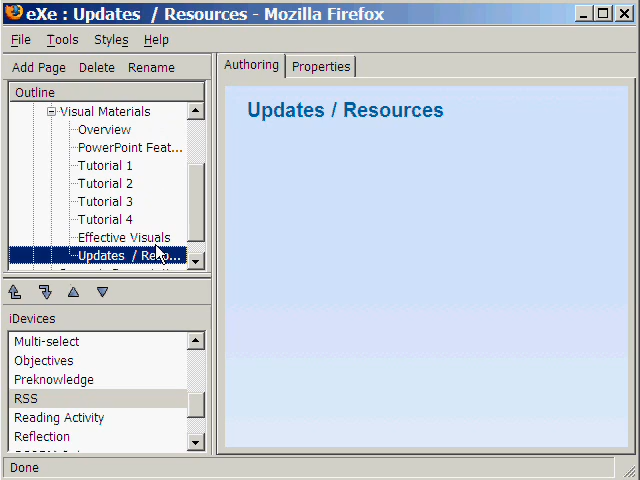 eXe : Updates / Resources - Mozilla Firefox
File Tools Styles Help
Add Page Delete Rename
Authoring Properties
Outline
Visual Materials
Overview
PowerPoint Feat...
Tutorial 1
Tutorial 2
Tutorial 3
Tutorial 4
Effective Visuals
Updates / Reso...
Updates / Resources
iDevices
Multi-select
Objectives
Preknowledge
RSS
Reading Activity
Reflection
Done